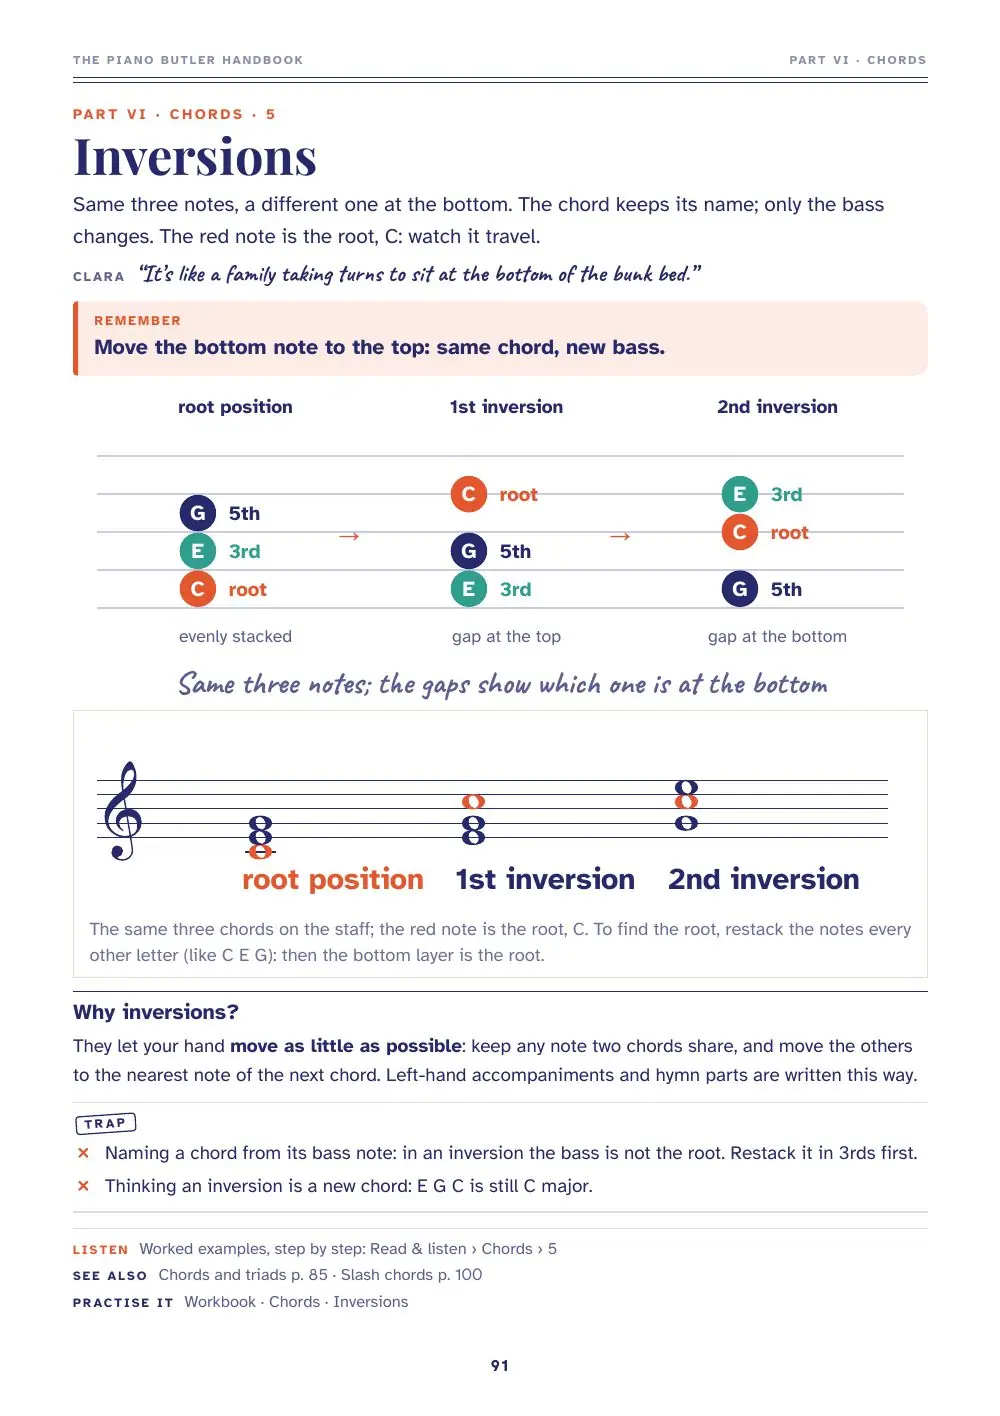 THE PIANO BUTLER HANDBOOK
PART VI · CHORDS
PART VI · CHORDS · 5
Inversions
Same three notes, a different one at the bottom. The chord keeps its name; only the bass
changes. The red note is the root, C: watch it travel.
CLARA “It’s like a family taking turns to sit at the bottom of the bunk bed.”
REMEMBER
Move the bottom note to the top: same chord, new bass.
root position 1st inversion 2nd inversion
C root E 3rd
G 5th C root
→ →
E 3rd G 5th
C root E 3rd G 5th
evenly stacked gap at the top gap at the bottom
Same three notes; the gaps show which one is at the bottom
root position 1st inversion 2nd inversion
The same three chords on the staff; the red note is the root, C. To find the root, restack the notes every
other letter (like C E G): then the bottom layer is the root.
Why inversions?
They let your hand move as little as possible: keep any note two chords share, and move the others
to the nearest note of the next chord. Left-hand accompaniments and hymn parts are written this way.
TRAP
× Naming a chord from its bass note: in an inversion the bass is not the root. Restack it in 3rds first.
× Thinking an inversion is a new chord: E G C is still C major.
LISTEN Worked examples, step by step: Read & listen › Chords › 5
SEE ALSO Chords and triads p. 85 · Slash chords p. 100
PRACTISE IT Workbook · Chords · Inversions
91